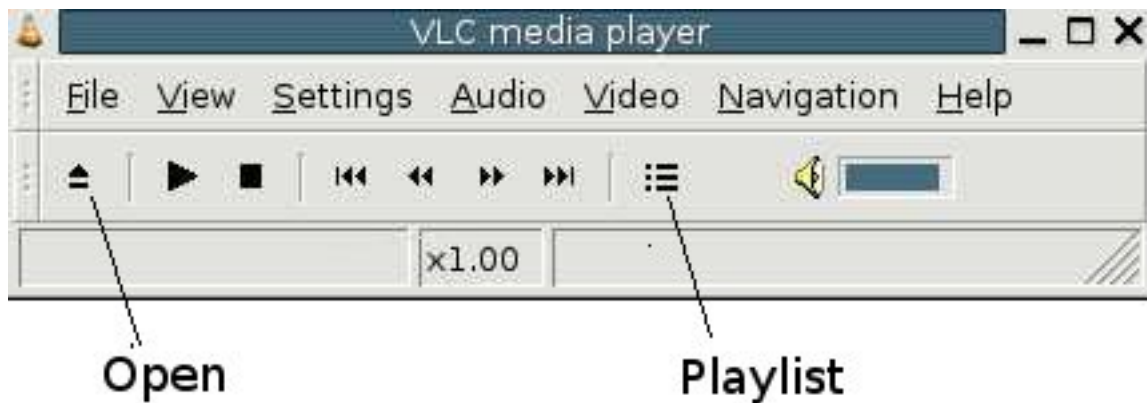 VLC media player
File View Settings Audio Video Navigation Help
x1.00
Open Playlist